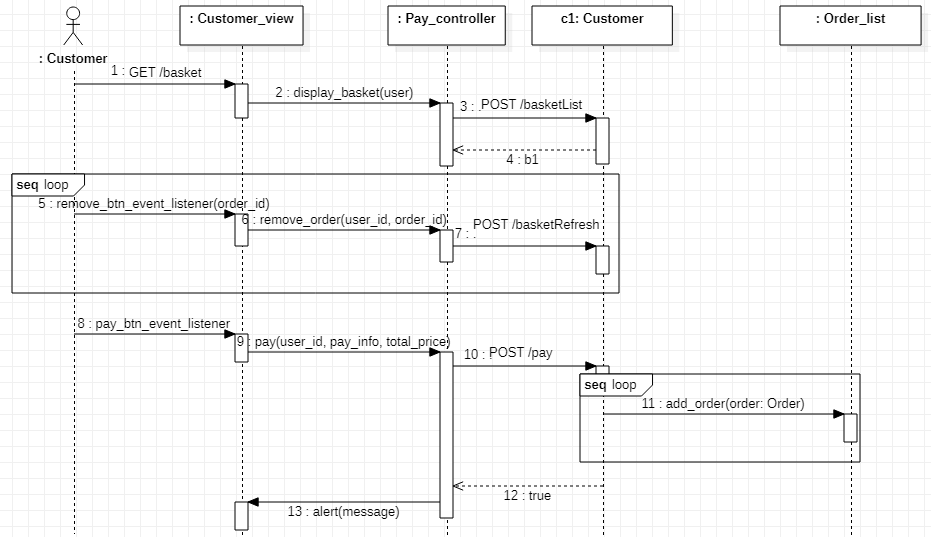 : Customer_view
: Pay_controller
c1: Customer
: Order_list
: Customer
1 : GET /basket
2 : display_basket(user)
3 : . POST /basketList
4 : b1
seq loop
5 : remove_btn_event_listener(order_id)
6 : remove_order(user_id, order_id)
7 : . POST /basketRefresh
8 : pay_btn_event_listener
9 : pay(user_id, pay_info, total_price)
10 : POST /pay
seq loop
11 : add_order(order: Order)
12 : true
13 : alert(message)